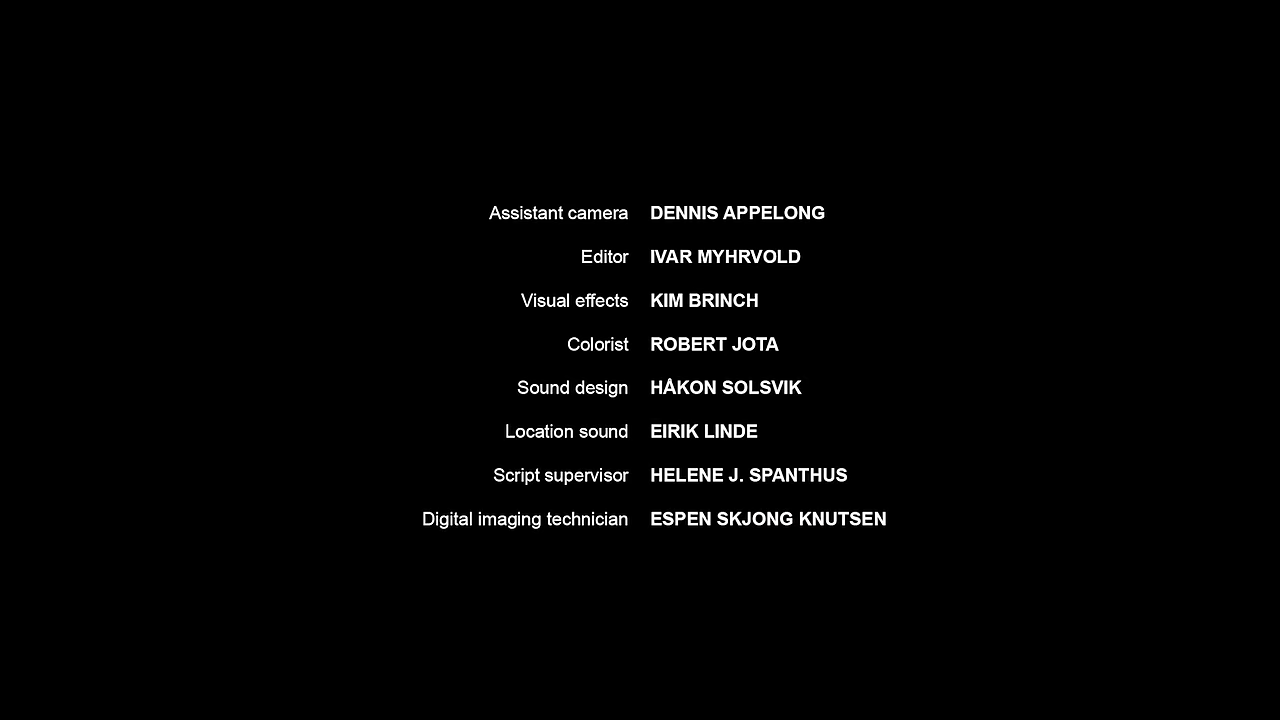 Assistant camera DENNIS APPELONG
Editor IVAR MYHRVOLD
Visual effects KIM BRINCH
Colorist ROBERT JOTA
Sound design HÅKON SOLSVIK
Location sound EIRIK LINDE
Script supervisor HELENE J. SPANTHUS
Digital imaging technician ESPEN SKJONG KNUTSEN